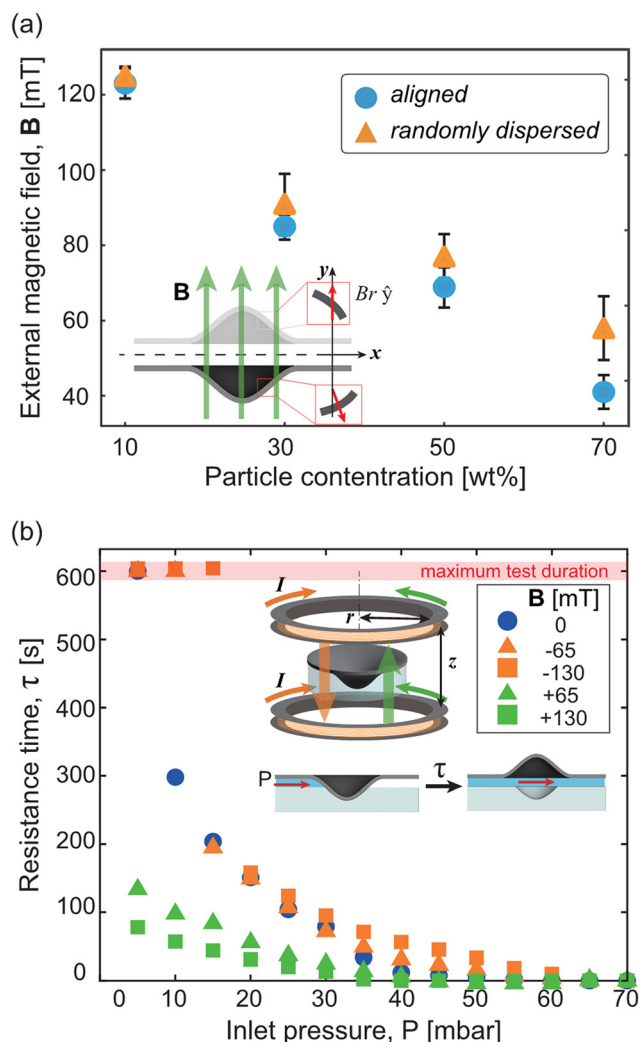 (a)
External magnetic field, B [mT]
120
100
80
60
40
aligned
randomly dispersed
B
y
Br ŷ
x
10
30
50
70
Particle contentration [wt%]
(b)
Resistance time, τ [s]
600
500
400
300
200
100
0
maximum test duration
I
r
z
I
B [mT]
0
-65
-130
+65
+130
P
τ
0
10
20
30
40
50
60
70
Inlet pressure, P [mbar]